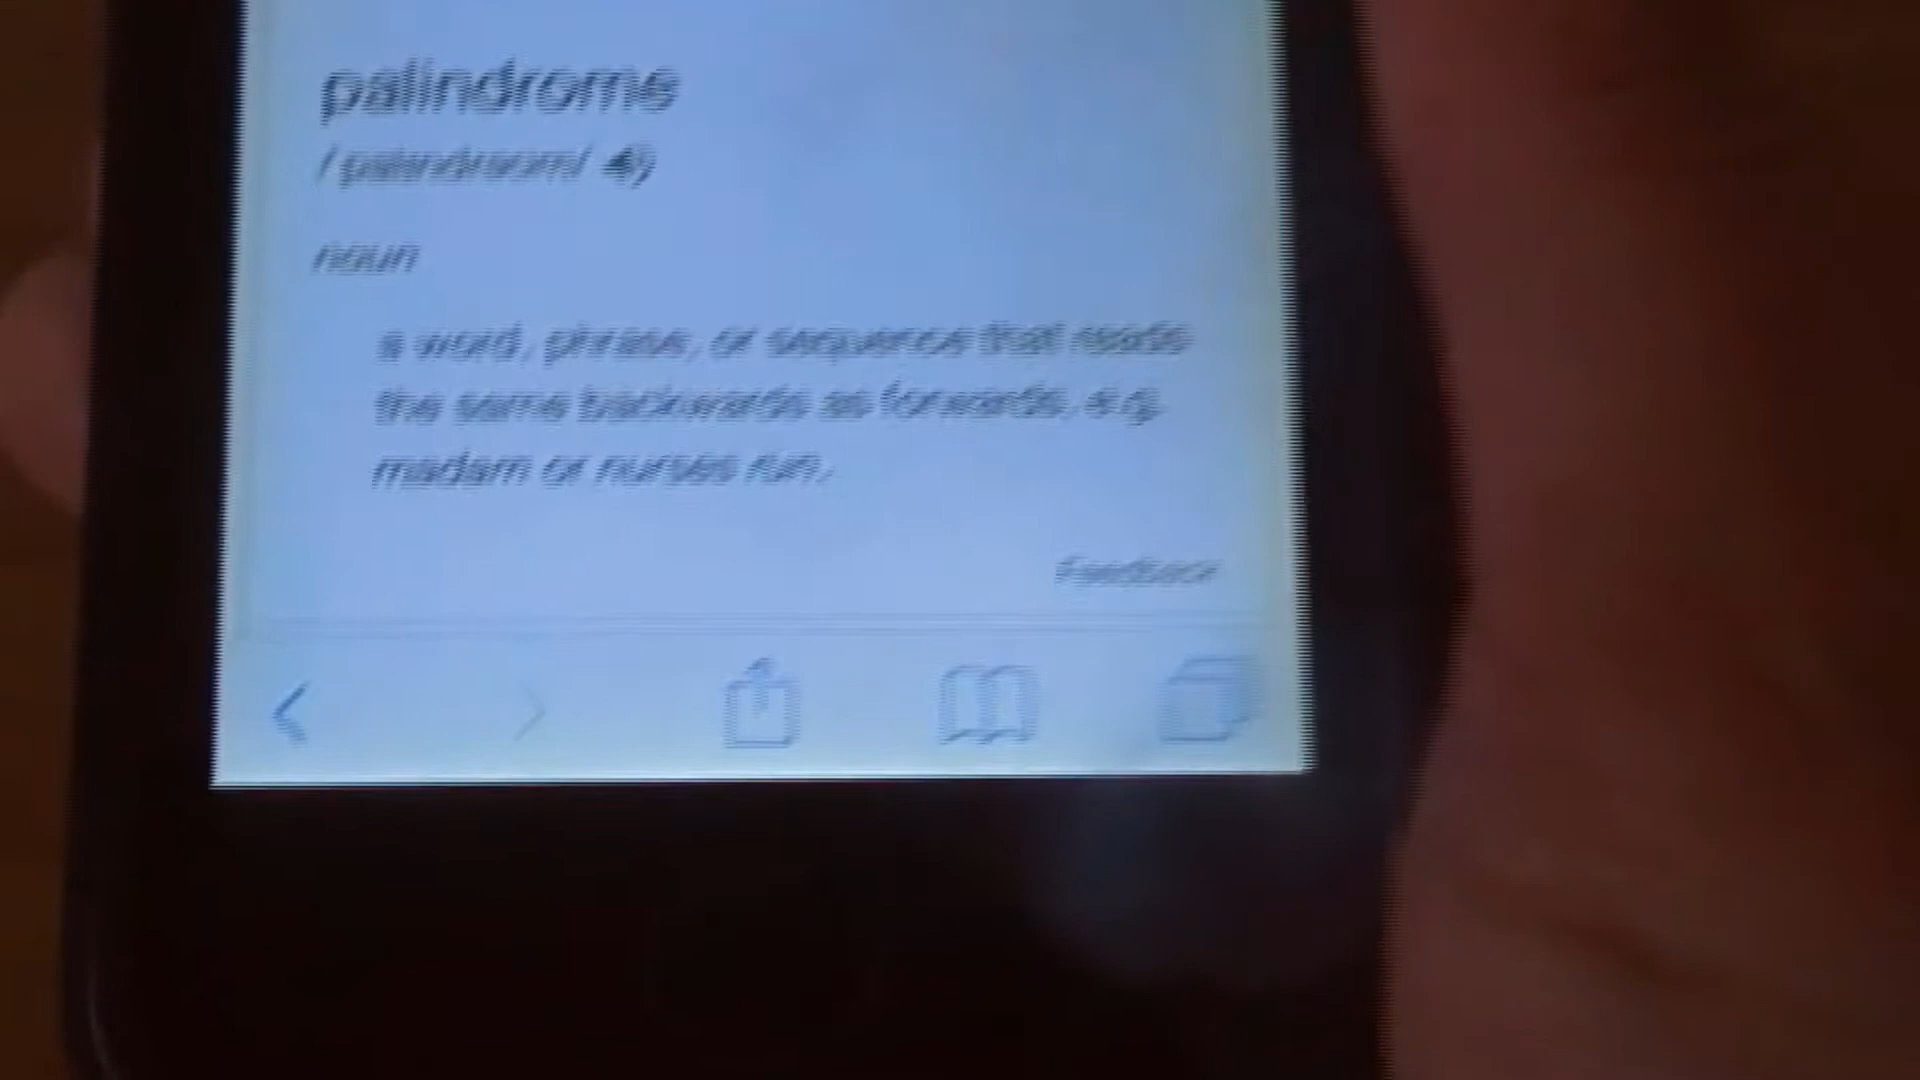 palindrome
noun
a word, phrase, or sequence that reads
the same backwards as forwards, e.g.
madam or nurses run.
Feedback